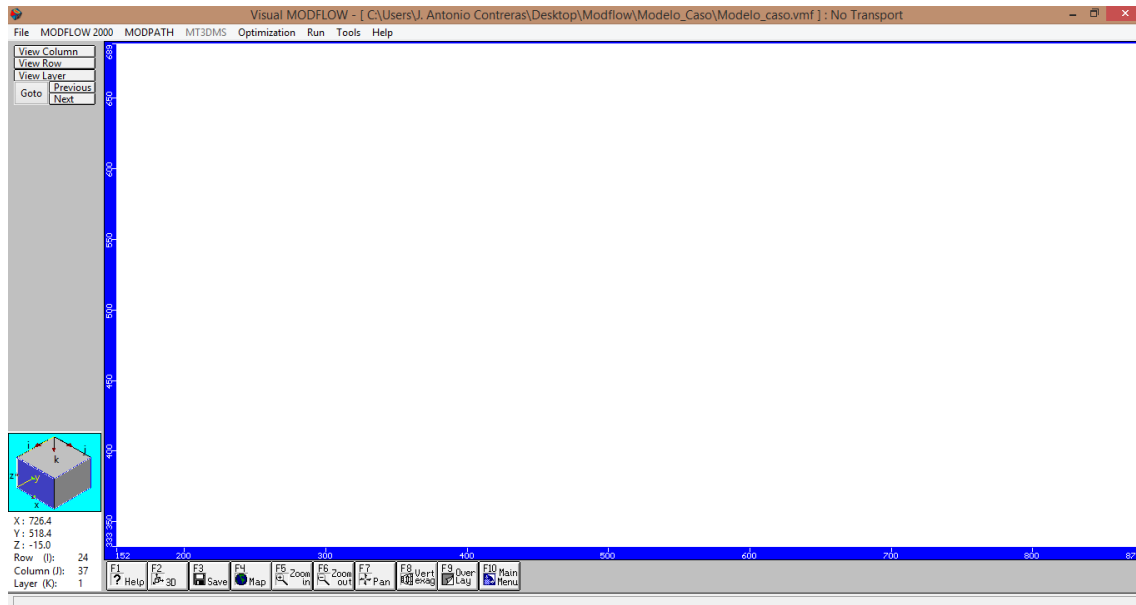 Visual MODFLOW - [ C:\Users\J. Antonio Contreras\Desktop\Modflow\Modelo_Caso\Modelo_caso.vmf ] : No Transport
File MODFLOW 2000 MODPATH MT3DMS Optimization Run Tools Help
View Column
View Row
View Layer
Goto
Previous
Next
689
650
600
550
500
450
400
350
333
i
j
k
z
y
x
X : 726.4
Y : 518.4
Z : -15.0
Row (I): 24
Column (J): 37
Layer (K): 1
152 200 300 400 500 600 700 800 87
F1 ? Help
F2 3D
F3 Save
F4 Map
F5 Zoom in
F6 Zoom out
F7 Pan
F8 Vert exag
F9 Over Lay
F10 Main Menu